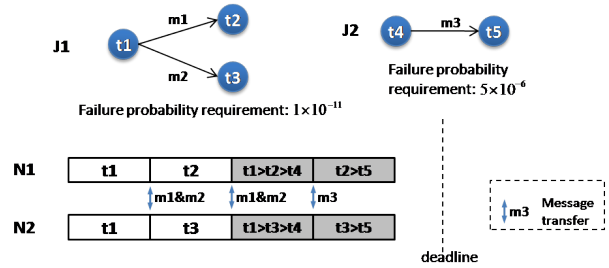 J1
t1
m1
t2
m2
t3
Failure probability requirement: 1×10⁻¹¹
J2
t4
m3
t5
Failure probability
requirement: 5×10⁻⁶
N1
t1
t2
t1>t2>t4
t2>t5
m1&m2
m1&m2
m3
N2
t1
t3
t1>t3>t4
t3>t5
deadline
m3
Message
transfer